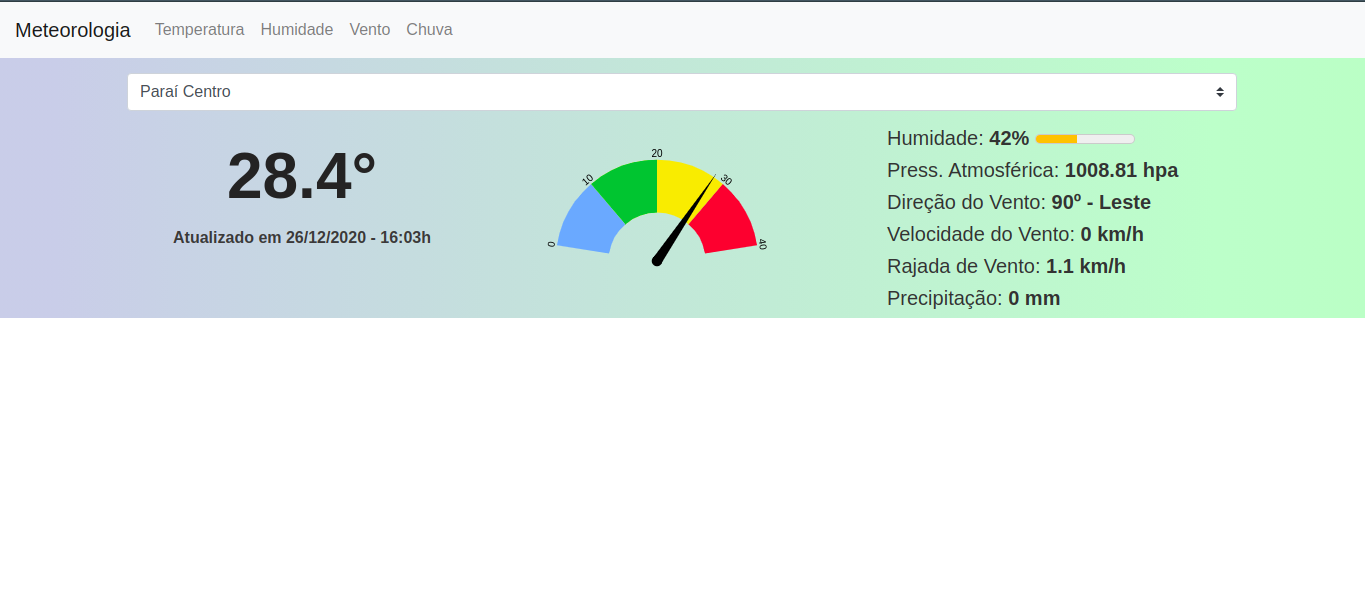 Meteorologia Temperatura Humidade Vento Chuva
Paraí Centro
28.4°
Atualizado em 26/12/2020 - 16:03h
0
10
20
30
40
Humidade: 42%
Press. Atmosférica: 1008.81 hpa
Direção do Vento: 90º - Leste
Velocidade do Vento: 0 km/h
Rajada de Vento: 1.1 km/h
Precipitação: 0 mm